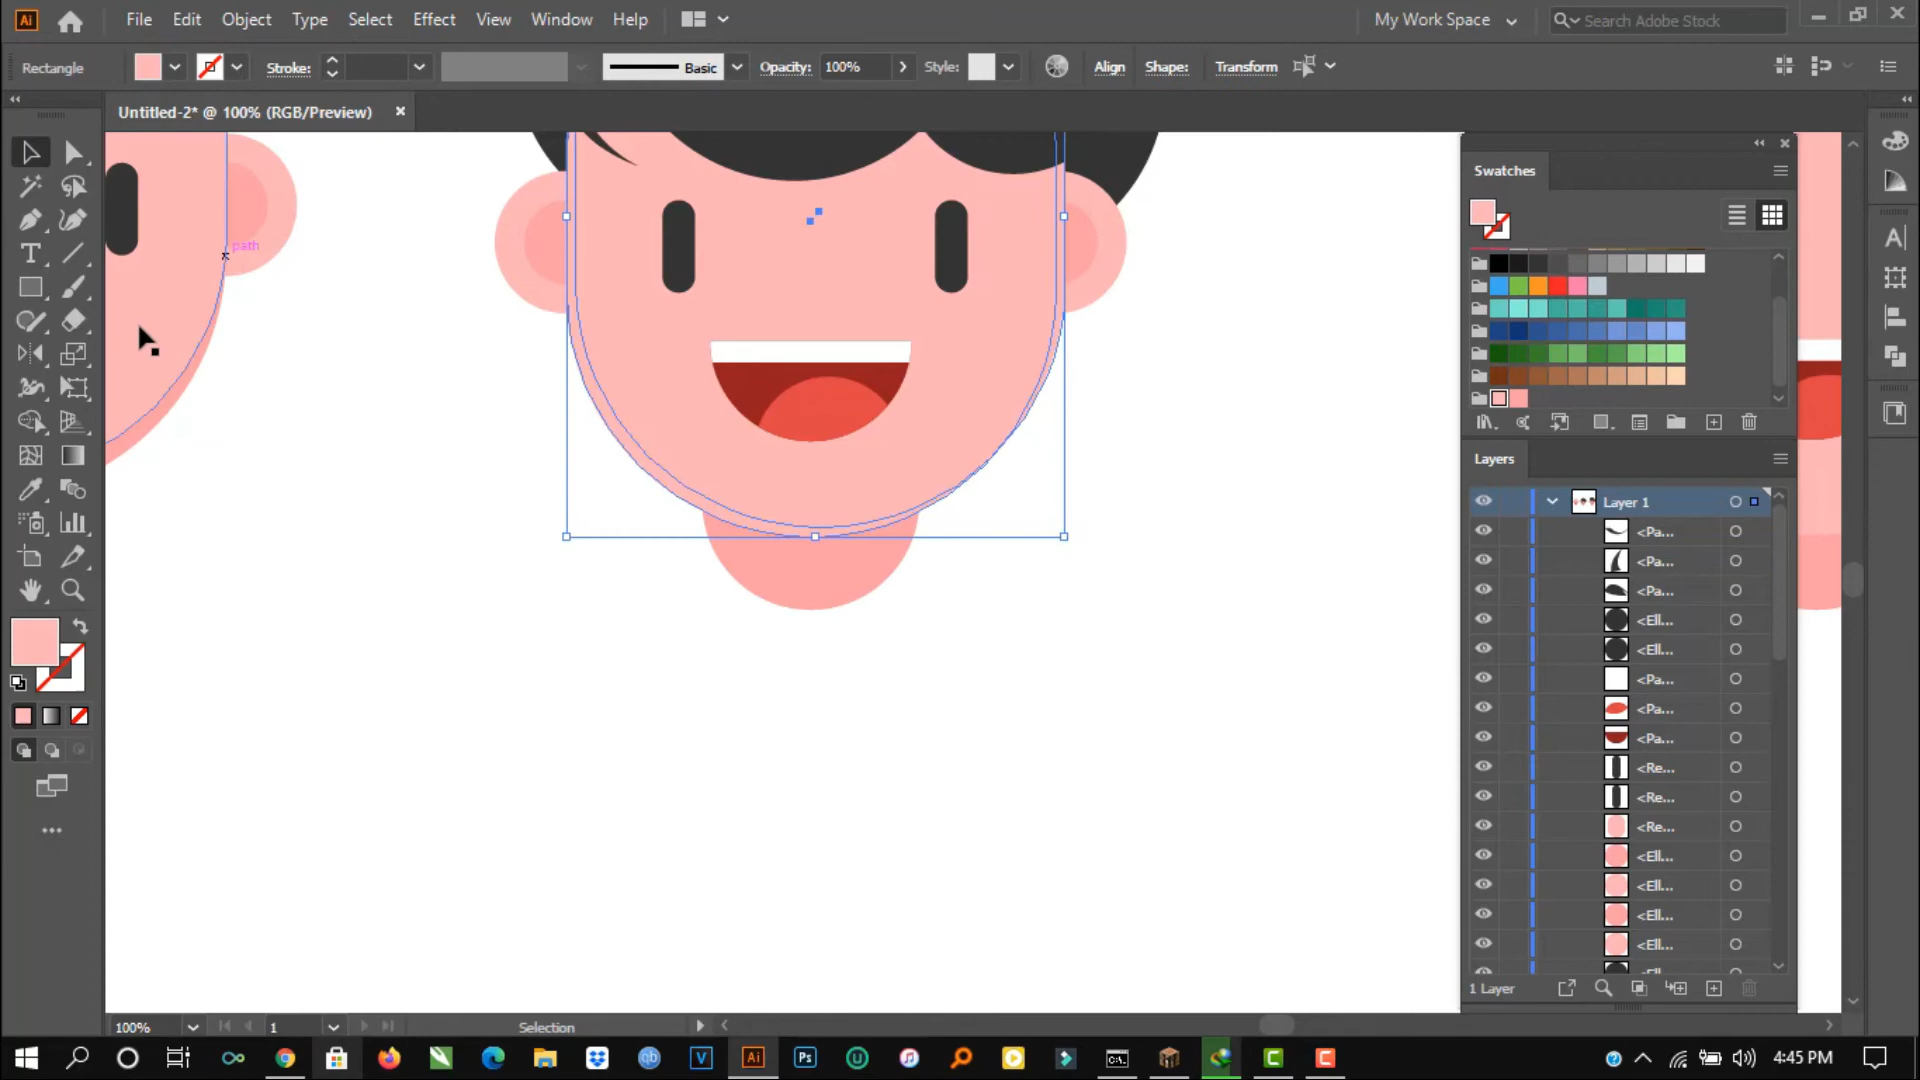 Ai File Edit Object Type Select Effect View Window Help My Work Space Search Adobe Stock
Rectangle Stroke: Basic Opacity: 100% Style: Align Shape: Transform
Untitled-2* @ 100% (RGB/Preview)
Swatches
path
Layers
Layer 1
<Pa...
<Pa...
<Pa...
<Ell...
<Ell...
<Pa...
<Pa...
<Pa...
<Re...
<Re...
<Re...
<Ell...
<Ell...
<Ell...
<Ell...
1 Layer
100% 1 Selection
Ai Ps 4:45 PM